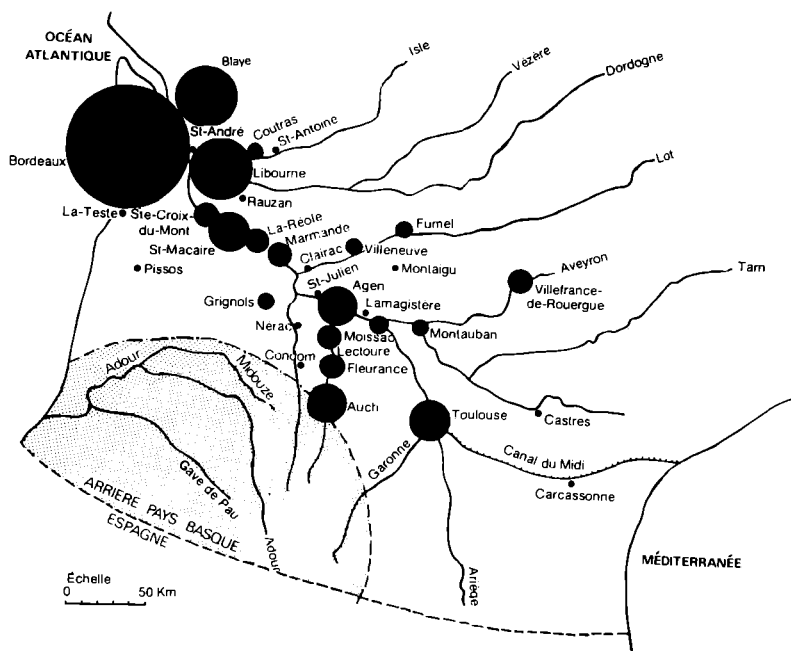 OCÉAN
ATLANTIQUE
Blaye
Isle
Vézère
Dordogne
St-André
Coutras
St-Antoine
Bordeaux
Libourne
Lot
Rauzan
La-Teste
Ste-Croix-
du-Mont
La-Réole
Marmande
Fumel
St-Macaire
Clairac
Villeneuve
Pissos
Montaigu
St-Julien
Aveyron
Tarn
Agen
Villefrance-
de-Rouergue
Grignols
Lamagistère
Nérac
Moissac
Montauban
Lectoure
Condom
Fleurance
Adour
Midouze
Auch
Toulouse
Castres
Garonne
Canal du Midi
Gave de Pau
Carcassonne
ARRIERE PAYS BASQUE
ESPAGNE
Adour
MÉDITERRANÉE
Ariège
Échelle
0 50 Km